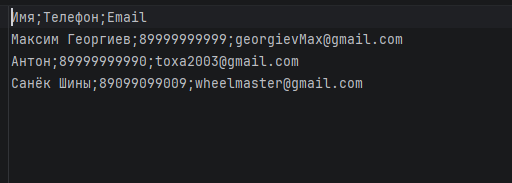 Имя;Телефон;Email
Максим Георгиев;89999999999;georgievMax@gmail.com
Антон;89999999990;toxa2003@gmail.com
Санёк Шины;89099099009;wheelmaster@gmail.com